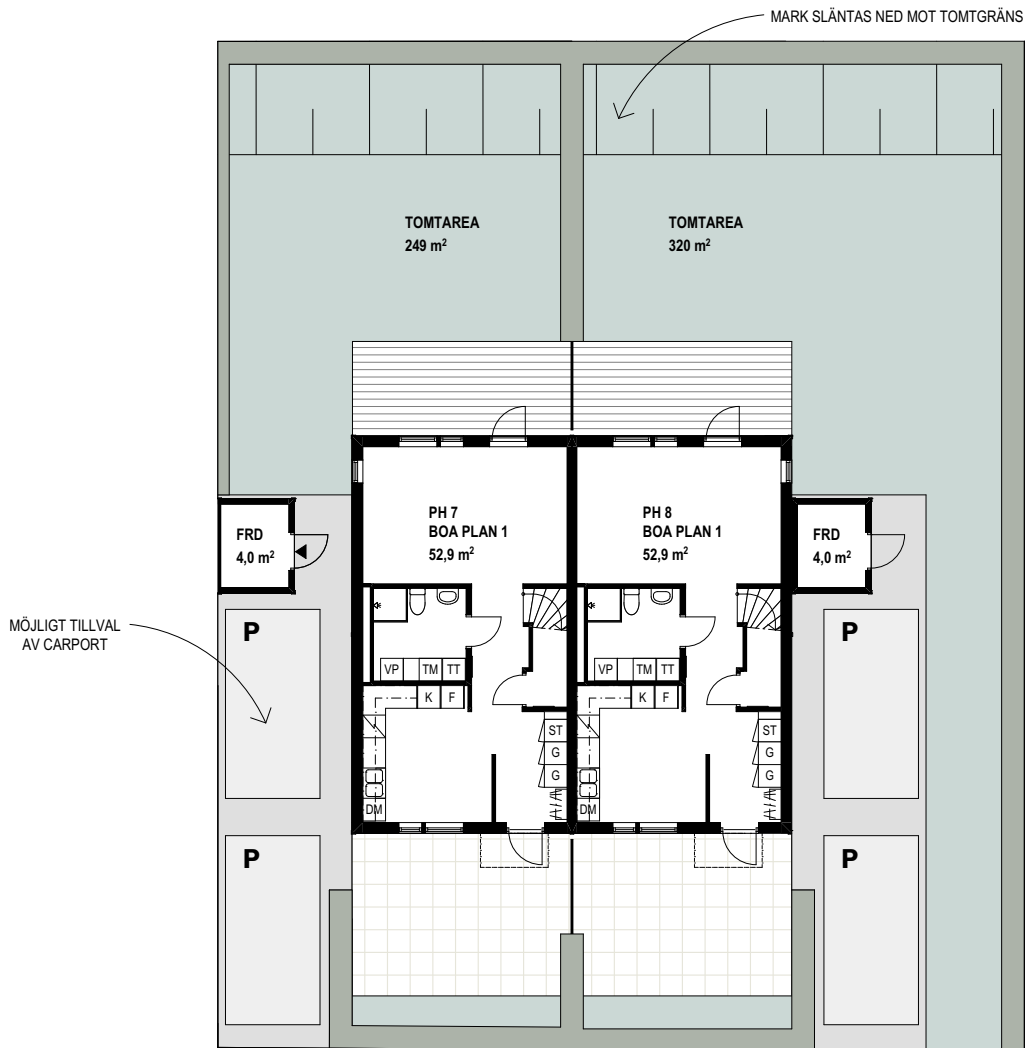 MARK SLÄNTAS NED MOT TOMTGRÄNS
TOMTAREA
249 m²
TOMTAREA
320 m²
PH 7
BOA PLAN 1
52,9 m²
PH 8
BOA PLAN 1
52,9 m²
FRD
4,0 m²
FRD
4,0 m²
MÖJLIGT TILLVAL
AV CARPORT
P
P
VP TM TT
VP TM TT
K F
K F
ST
G
G
ST
G
G
DM
DM
P
P